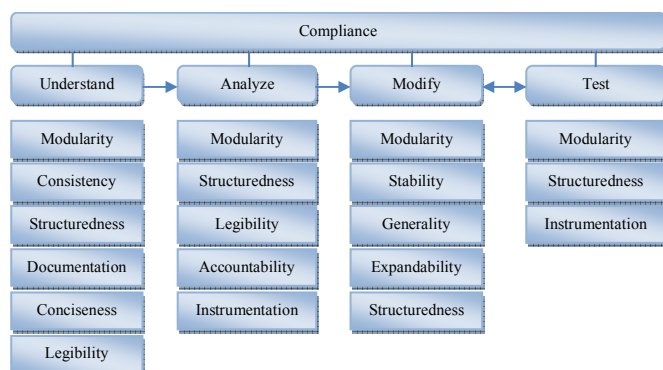 Compliance
Understand
Analyze
Modify
Test
Modularity
Consistency
Structuredness
Documentation
Conciseness
Legibility
Modularity
Structuredness
Legibility
Accountability
Instrumentation
Modularity
Stability
Generality
Expandability
Structuredness
Modularity
Structuredness
Instrumentation